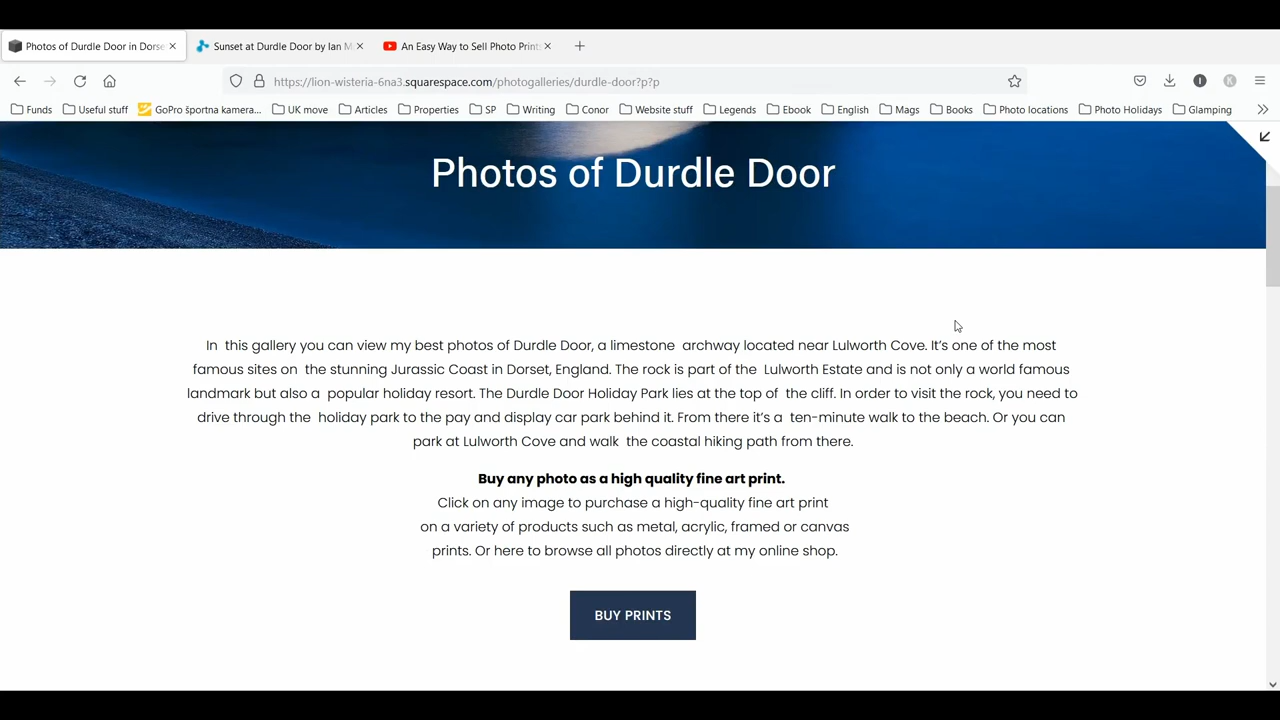 Photos of Durdle Door in Dorse
Sunset at Durdle Door by Ian M
An Easy Way to Sell Photo Print
https://lion-wisteria-6na3.squarespace.com/photogalleries/durdle-door?p?p
Funds Useful stuff GoPro športna kamera... UK move Articles Properties SP Writing Conor Website stuff Legends Ebook English Mags Books Photo locations Photo Holidays Glamping
Photos of Durdle Door
In this gallery you can view my best photos of Durdle Door, a limestone archway located near Lulworth Cove. It’s one of the most
famous sites on the stunning Jurassic Coast in Dorset, England. The rock is part of the Lulworth Estate and is not only a world famous
landmark but also a popular holiday resort. The Durdle Door Holiday Park lies at the top of the cliff. In order to visit the rock, you need to
drive through the holiday park to the pay and display car park behind it. From there it’s a ten-minute walk to the beach. Or you can
park at Lulworth Cove and walk the coastal hiking path from there.
Buy any photo as a high quality fine art print.
Click on any image to purchase a high-quality fine art print
on a variety of products such as metal, acrylic, framed or canvas
prints. Or here to browse all photos directly at my online shop.
BUY PRINTS